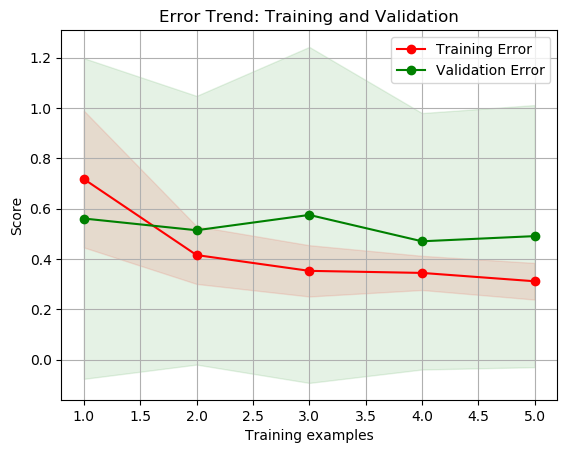 Error Trend: Training and Validation
Training Error
Validation Error
1.2
1.0
0.8
0.6
0.4
0.2
0.0
Score
1.0 1.5 2.0 2.5 3.0 3.5 4.0 4.5 5.0
Training examples